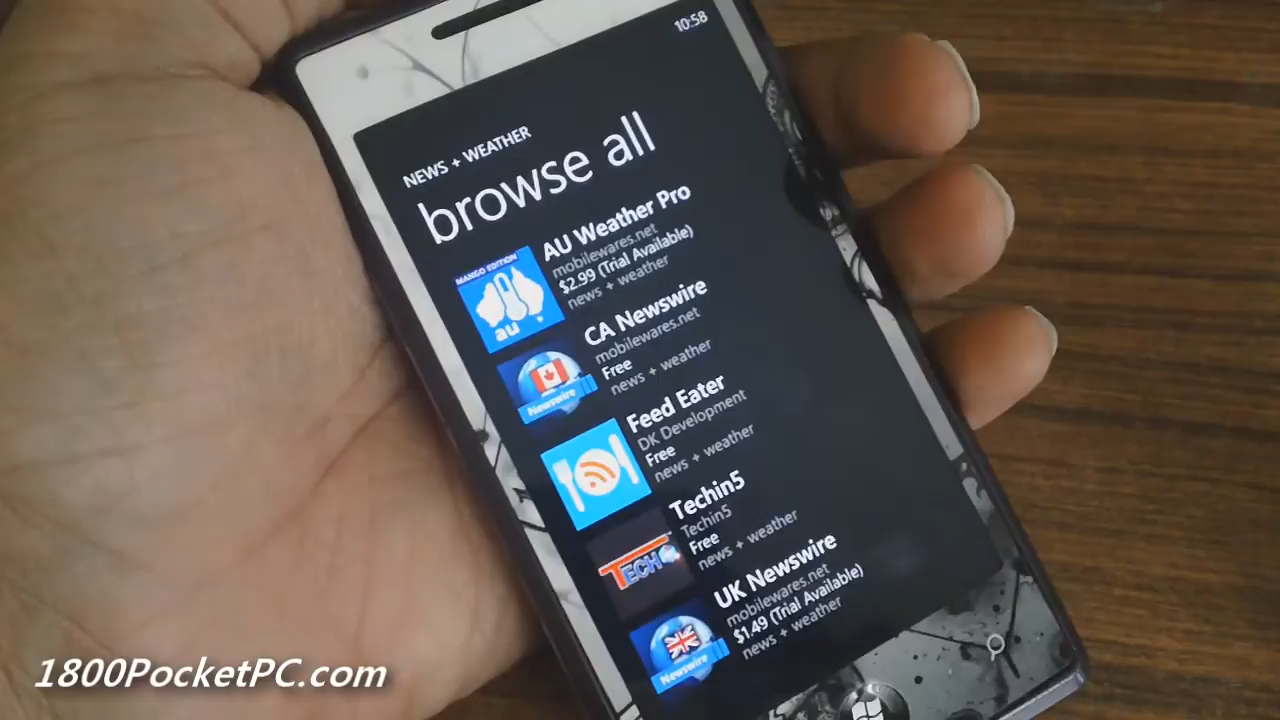 10:58
NEWS + WEATHER
browse all
MANGO EDITION
au
AU Weather Pro
mobilewares.net
$2.99 (Trial Available)
news + weather
Newswire
CA Newswire
mobilewares.net
Free
news + weather
Feed Eater
DK Development
Free
news + weather
TECH
Techin5
Techin5
Free
news + weather
Newswire
UK Newswire
mobilewares.net
$1.49 (Trial Available)
news + weather
1800PocketPC.com